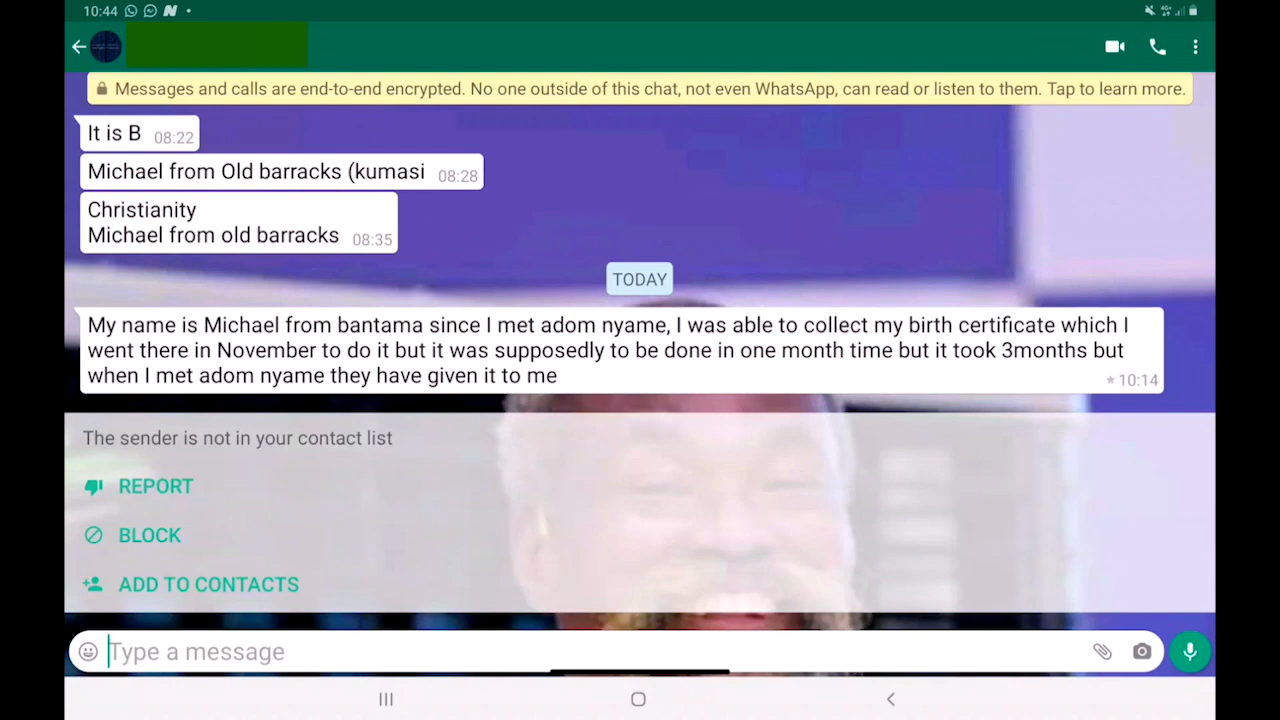 10:44
4G+
Messages and calls are end-to-end encrypted. No one outside of this chat, not even WhatsApp, can read or listen to them. Tap to learn more.
It is B 08:22
Michael from Old barracks (kumasi 08:28
Christianity
Michael from old barracks 08:35
TODAY
My name is Michael from bantama since I met adom nyame, I was able to collect my birth certificate which I
went there in November to do it but it was supposedly to be done in one month time but it took 3months but
when I met adom nyame they have given it to me
10:14
The sender is not in your contact list
REPORT
BLOCK
ADD TO CONTACTS
Type a message